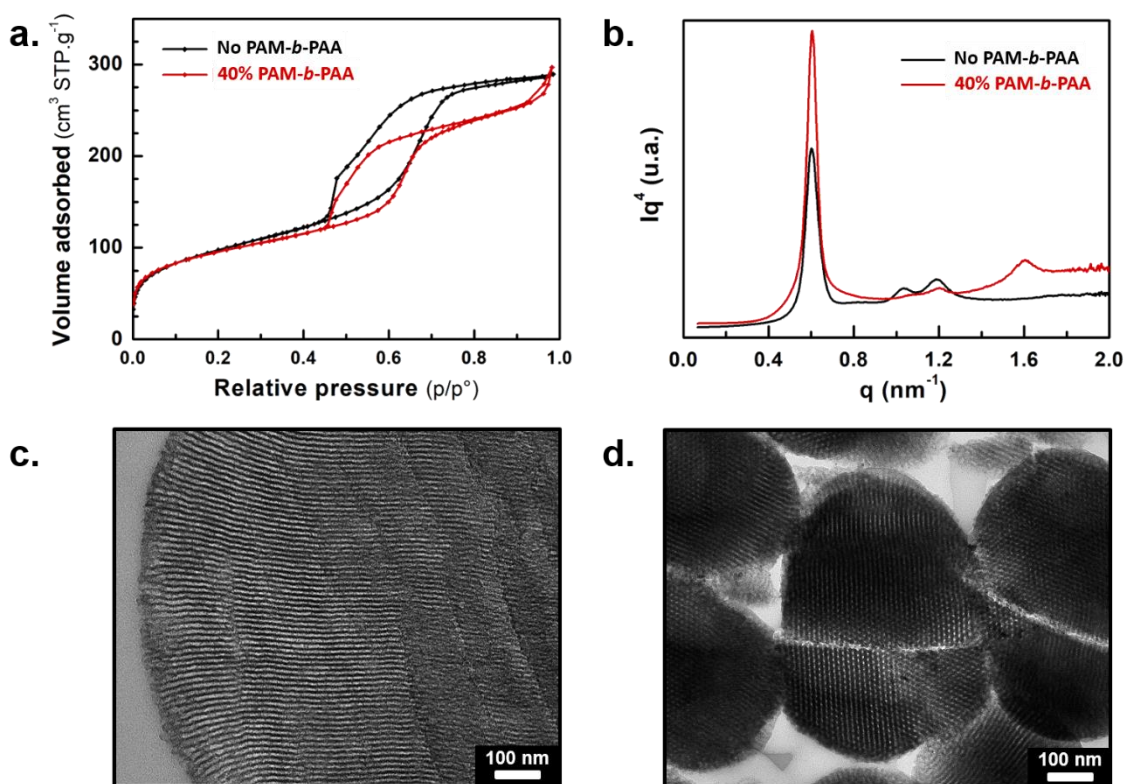 a.
No PAM-b-PAA
40% PAM-b-PAA
Volume adsorbed (cm³ STP.g⁻¹)
300
200
100
0
0.0 0.2 0.4 0.6 0.8 1.0
Relative pressure (p/p°)
b.
No PAM-b-PAA
40% PAM-b-PAA
Iq⁴ (u.a.)
0.0 0.4 0.8 1.2 1.6 2.0
q (nm⁻¹)
c.
100 nm
d.
100 nm